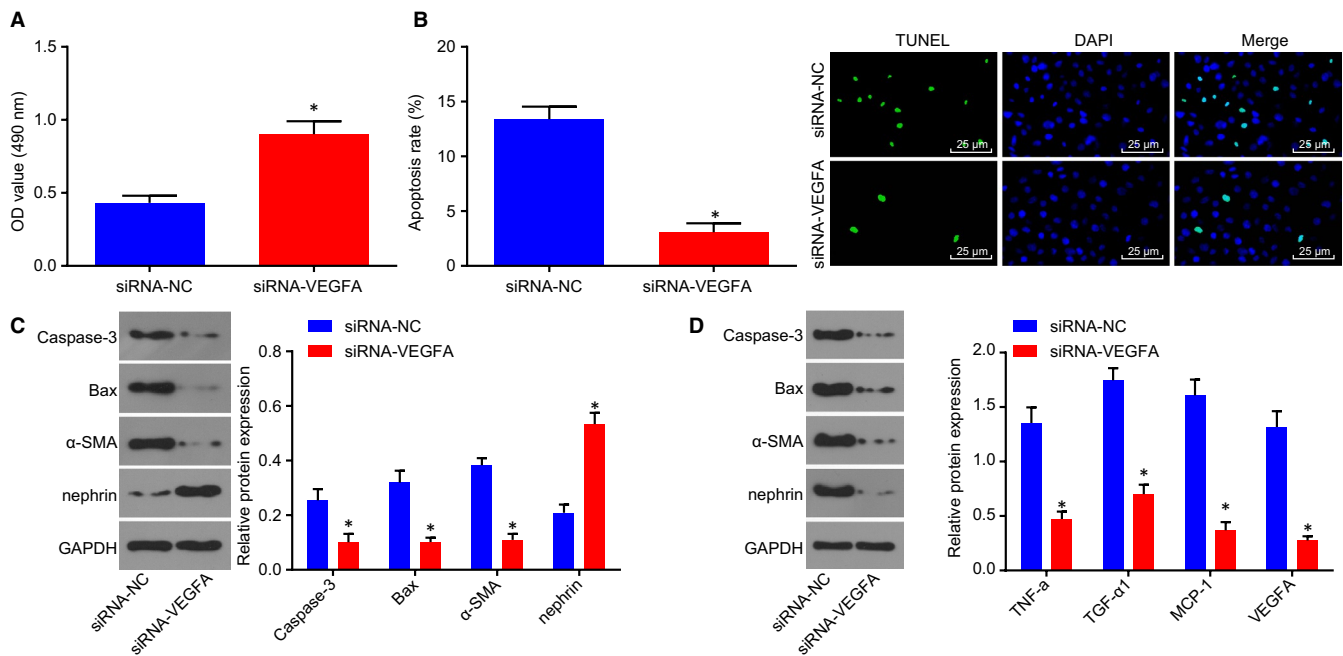 A
OD value (490 nm)
1.5
1.0
0.5
0.0
*
siRNA-NC
siRNA-VEGFA
B
Apoptosis rate (%)
20
15
10
5
0
*
siRNA-NC
siRNA-VEGFA
TUNEL
DAPI
Merge
siRNA-NC
25 μm
25 μm
25 μm
siRNA-VEGFA
25 μm
25 μm
25 μm
C
Caspase-3
Bax
α-SMA
nephrin
GAPDH
siRNA-NC
siRNA-VEGFA
siRNA-NC
siRNA-VEGFA
Relative protein expression
0.8
0.6
0.4
0.2
0.0
*
*
*
*
Caspase-3
Bax
α-SMA
nephrin
D
Caspase-3
Bax
α-SMA
nephrin
GAPDH
siRNA-NC
siRNA-VEGFA
siRNA-NC
siRNA-VEGFA
Relative protein expression
2.0
1.5
1.0
0.5
0.0
*
*
*
*
TNF-a
TGF-α1
MCP-1
VEGFA